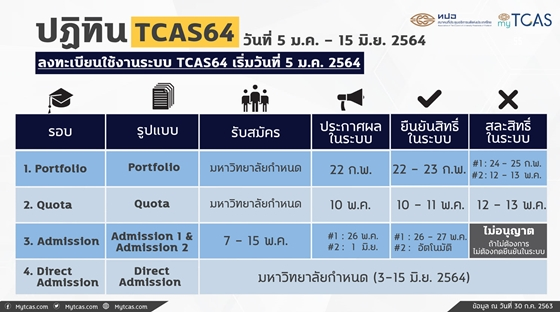 ปฏิทิน TCAS64 วันที่ 5 ม.ค. – 15 มิ.ย. 2564
ทปอ
myTCAS
ลงทะเบียนใช้งานระบบ TCAS64 เริ่มวันที่ 5 ม.ค. 2564
รอบ
รูปแบบ
รับสมัคร
ประกาศผล
ในระบบ
ยืนยันสิทธิ์
ในระบบ
สละสิทธิ์
ในระบบ
1. Portfolio
Portfolio
มหาวิทยาลัยกำหนด
22 ก.พ.
22 – 23 ก.พ.
#1 : 24 – 25 ก.พ.
#2 : 12 – 13 พ.ค.
2. Quota
Quota
มหาวิทยาลัยกำหนด
10 พ.ค.
10 – 11 พ.ค.
12 – 13 พ.ค.
3. Admission
Admission 1 &
Admission 2
7 – 15 พ.ค.
#1 : 26 พ.ค.
#2 : 1 มิ.ย.
#1 : 26 – 27 พ.ค.
#2 : อัตโนมัติ
ไม่อนุญาต
ถ้าไม่ต้องการ
ไม่ต้องกดยืนยันในระบบ
4. Direct
Admission
Direct
Admission
มหาวิทยาลัยกำหนด (3-15 มิ.ย. 2564)
Mytcas.com
Mytcas.com
Mytcas.com
ข้อมูล ณ วันที่ 30 ก.ค. 2563